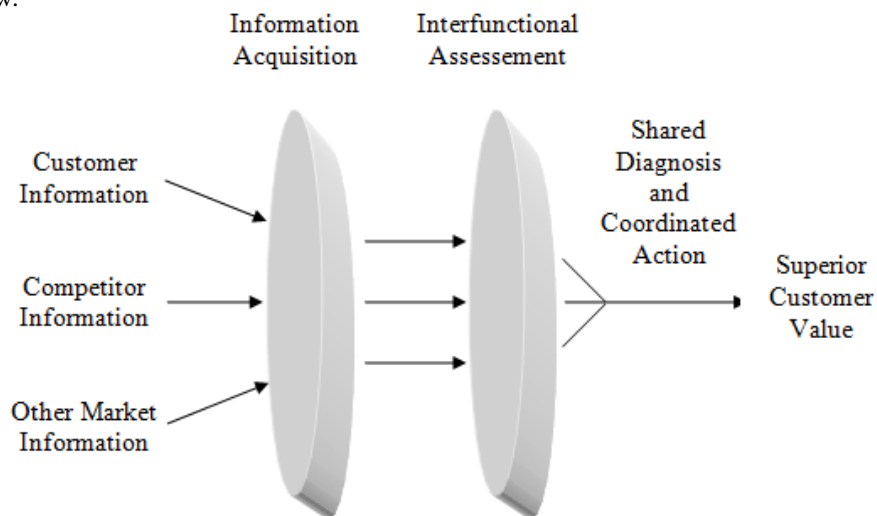 w.
Information
Acquisition
Interfunctional
Assessement
Customer
Information
Competitor
Information
Other Market
Information
Shared
Diagnosis
and
Coordinated
Action
Superior
Customer
Value